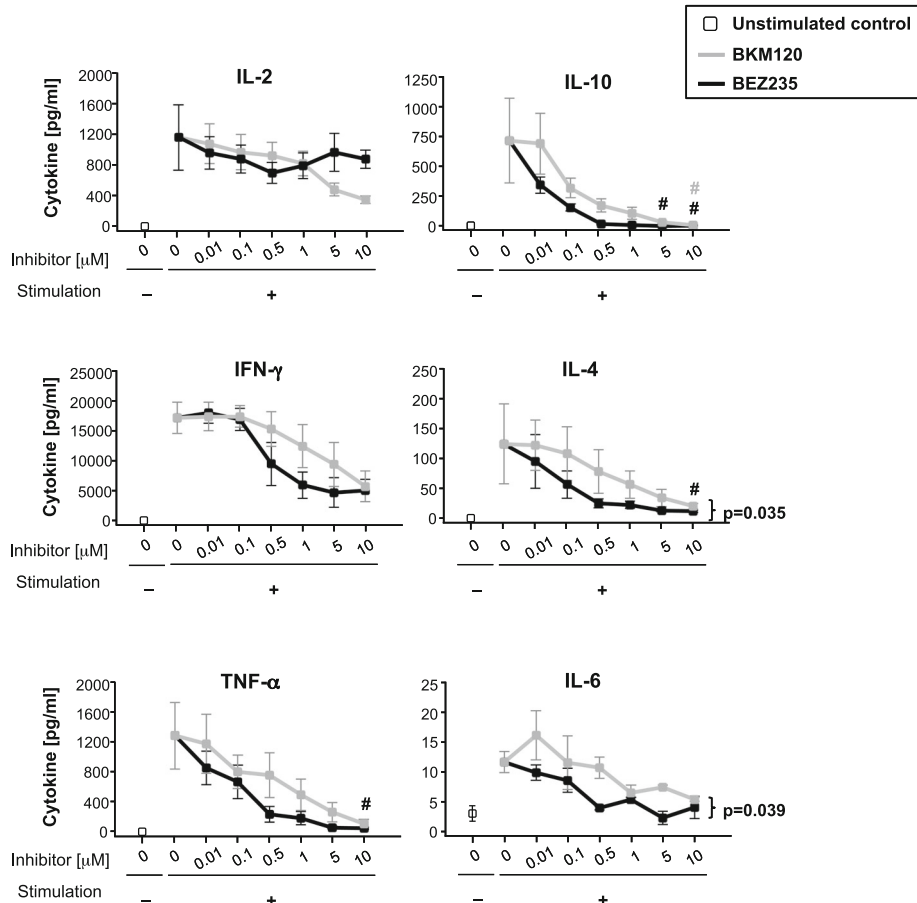 Unstimulated control
BKM120
BEZ235
IL-2
Cytokine [pg/ml]
2000
1600
1200
800
400
0
0 0 0.01 0.1 0.5 1 5 10
Inhibitor [μM]
Stimulation – +
IL-10
1250
1000
750
500
250
0
#
# #
0 0 0.01 0.1 0.5 1 5 10
– +
IFN-γ
Cytokine [pg/ml]
25000
20000
15000
10000
5000
0
0 0 0.01 0.1 0.5 1 5 10
Inhibitor [μM]
Stimulation – +
IL-4
250
200
150
100
50
0
#
p=0.035
0 0 0.01 0.1 0.5 1 5 10
– +
TNF-α
Cytokine [pg/ml]
2000
1600
1200
800
400
0
#
0 0 0.01 0.1 0.5 1 5 10
Inhibitor [μM]
Stimulation – +
IL-6
25
20
15
10
5
0
p=0.039
0 0 0.01 0.1 0.5 1 5 10
– +